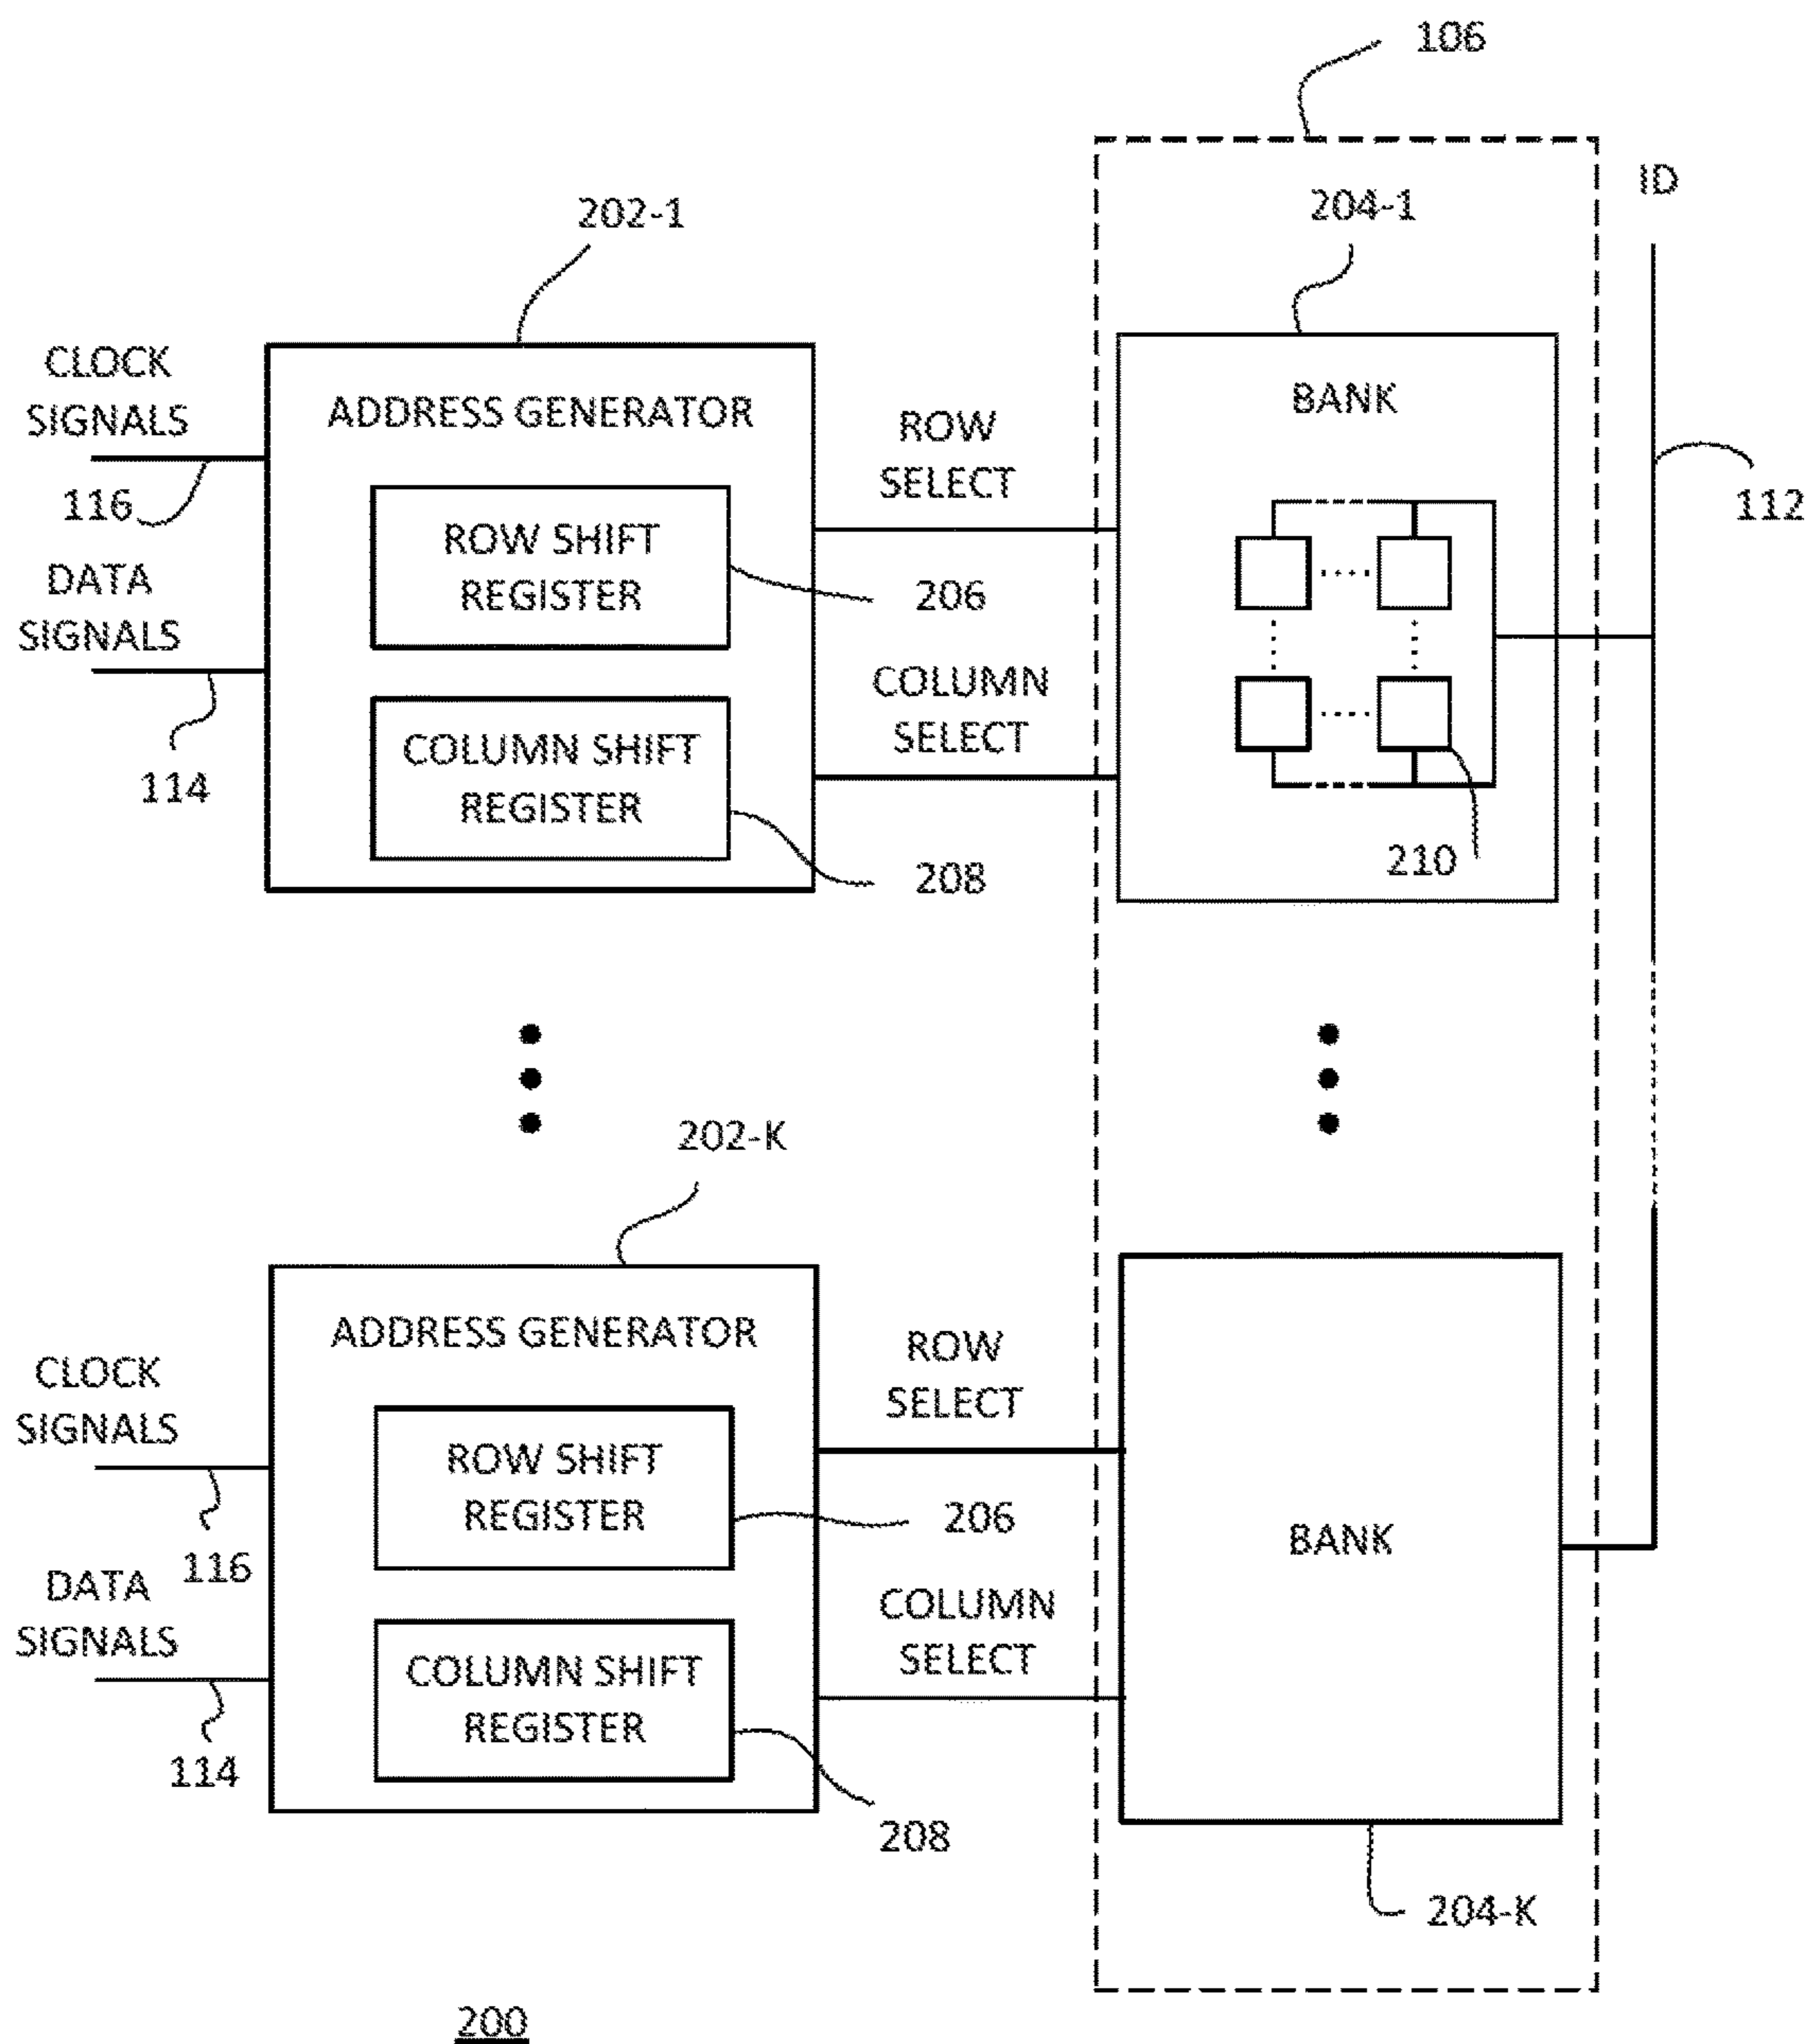 106
ID
202-1
204-1
CLOCK
SIGNALS
116
DATA
SIGNALS
114
ADDRESS GENERATOR
ROW SHIFT
REGISTER
206
COLUMN SHIFT
REGISTER
208
ROW
SELECT
COLUMN
SELECT
BANK
210
112
202-K
CLOCK
SIGNALS
116
DATA
SIGNALS
114
ADDRESS GENERATOR
ROW SHIFT
REGISTER
206
COLUMN SHIFT
REGISTER
208
ROW
SELECT
COLUMN
SELECT
BANK
204-K
200